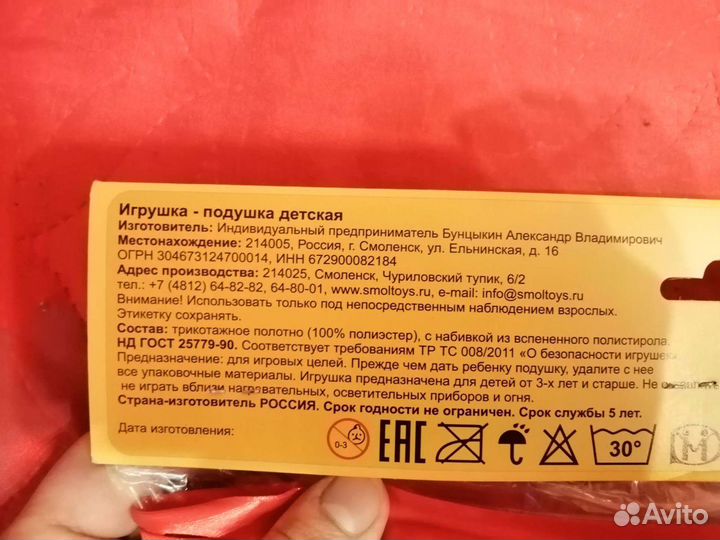 Игрушка - подушка детская
Изготовитель: Индивидуальный предприниматель Бунцыкин Александр Владимирович
Местонахождение: 214005, Россия, г. Смоленск, ул. Ельнинская, д. 16
ОГРН 304673124700014, ИНН 672900082184
Адрес производства: 214025, Смоленск, Чуриловский тупик, 6/2
тел.: +7 (4812) 64-82-82, 64-80-01, www.smoltoys.ru, e-mail: info@smoltoys.ru
Внимание! Использовать только под непосредственным наблюдением взрослых.
Этикетку сохранять.
Состав: трикотажное полотно (100% полиэстер), с набивкой из вспененного полистирола.
НД ГОСТ 25779-90. Соответствует требованиям ТР ТС 008/2011 «О безопасности игрушек»
Предназначение: для игровых целей. Прежде чем дать ребенку подушку, удалите с нее
все упаковочные материалы. Игрушка предназначена для детей от 3-х лет и старше. Не
не играть вблизи нагревательных, осветительных приборов и огня.
Страна-изготовитель РОССИЯ. Срок годности не ограничен. Срок службы 5 лет.
Дата изготовления:
0-3 EAC 30°
Avito